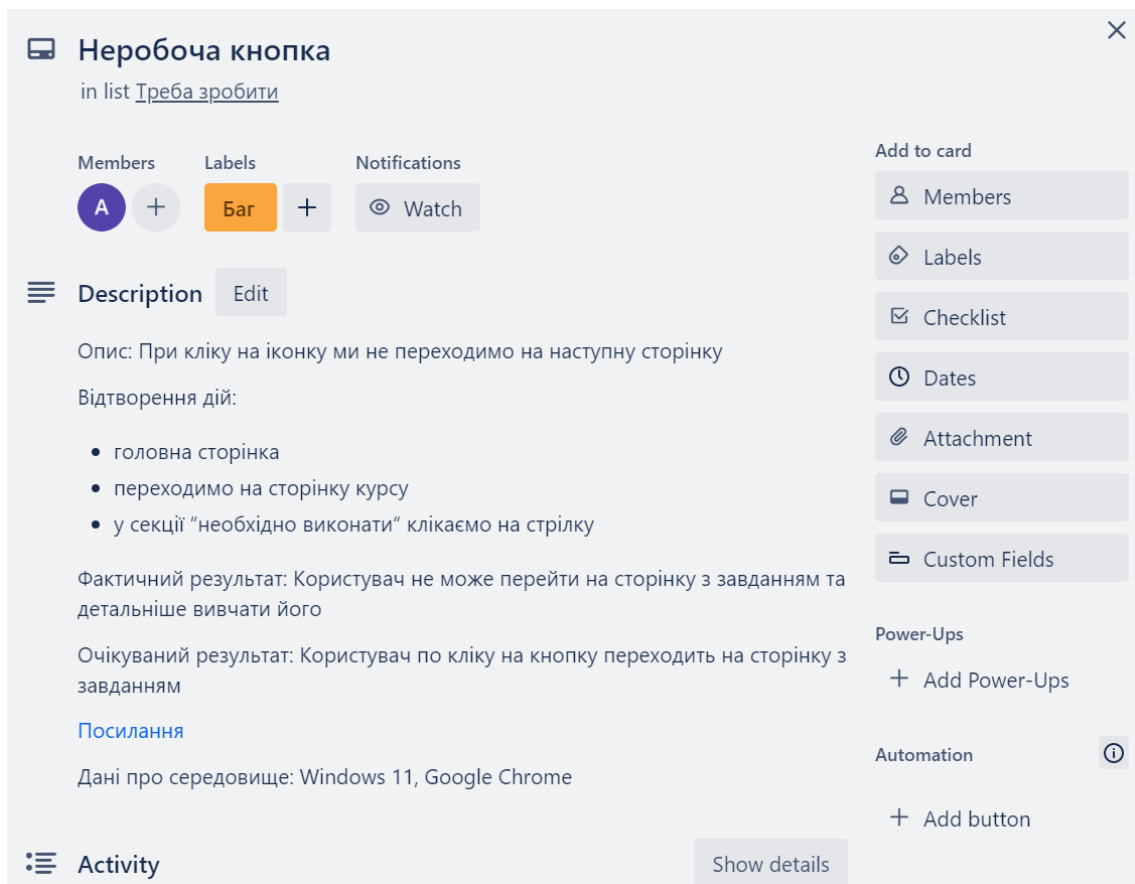 Неробоча кнопка
in list Треба зробити
Members
Labels
Notifications
A
Баг
Watch
Description
Edit
Опис: При кліку на іконку ми не переходимо на наступну сторінку
Відтворення дій:
головна сторінка
переходимо на сторінку курсу
у секції “необхідно виконати“ клікаємо на стрілку
Фактичний результат: Користувач не може перейти на сторінку з завданням та
детальніше вивчати його
Очікуваний результат: Користувач по кліку на кнопку переходить на сторінку з
завданням
Посилання
Дані про середовище: Windows 11, Google Chrome
Activity
Show details
Add to card
Members
Labels
Checklist
Dates
Attachment
Cover
Custom Fields
Power-Ups
Add Power-Ups
Automation
Add button